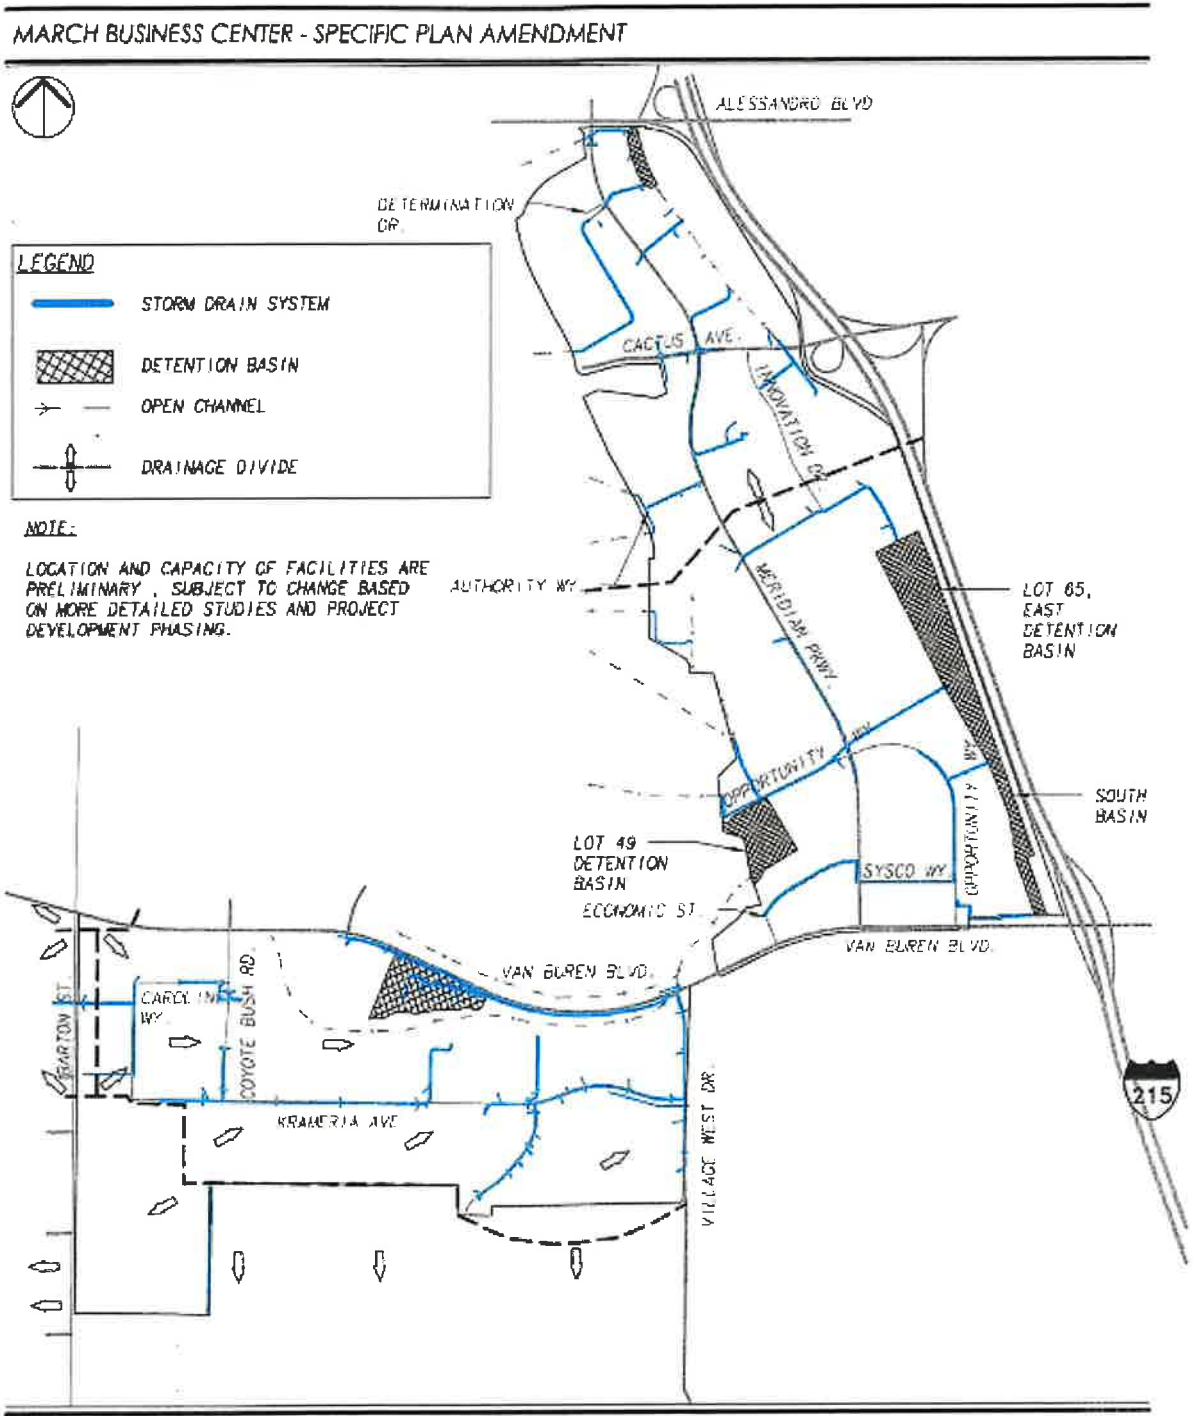 MARCH BUSINESS CENTER - SPECIFIC PLAN AMENDMENT
ALESSANDRO BLVD
DETERMINATION
DR.
LEGEND
STORM DRAIN SYSTEM
DETENTION BASIN
OPEN CHANNEL
DRAINAGE DIVIDE
CACTUS AVE.
INNOVATION DR.
NOTE:
LOCATION AND CAPACITY OF FACILITIES ARE
PRELIMINARY , SUBJECT TO CHANGE BASED
ON MORE DETAILED STUDIES AND PROJECT
DEVELOPMENT PHASING.
AUTHORITY WY.
MERIDIAN PKWY.
LOT 65,
EAST
DETENTION
BASIN
OPPORTUNITY WY.
OPPORTUNITY WY
SOUTH
BASIN
LOT 49
DETENTION
BASIN
SYSCO WY.
ECONOMIC ST.
VAN BUREN BLVD.
VAN BUREN BLVD.
BARTON ST
CAROLIN
WY.
COYOTE BUSH RD
KRAMERIA AVE
VILLAGE WEST DR.
215